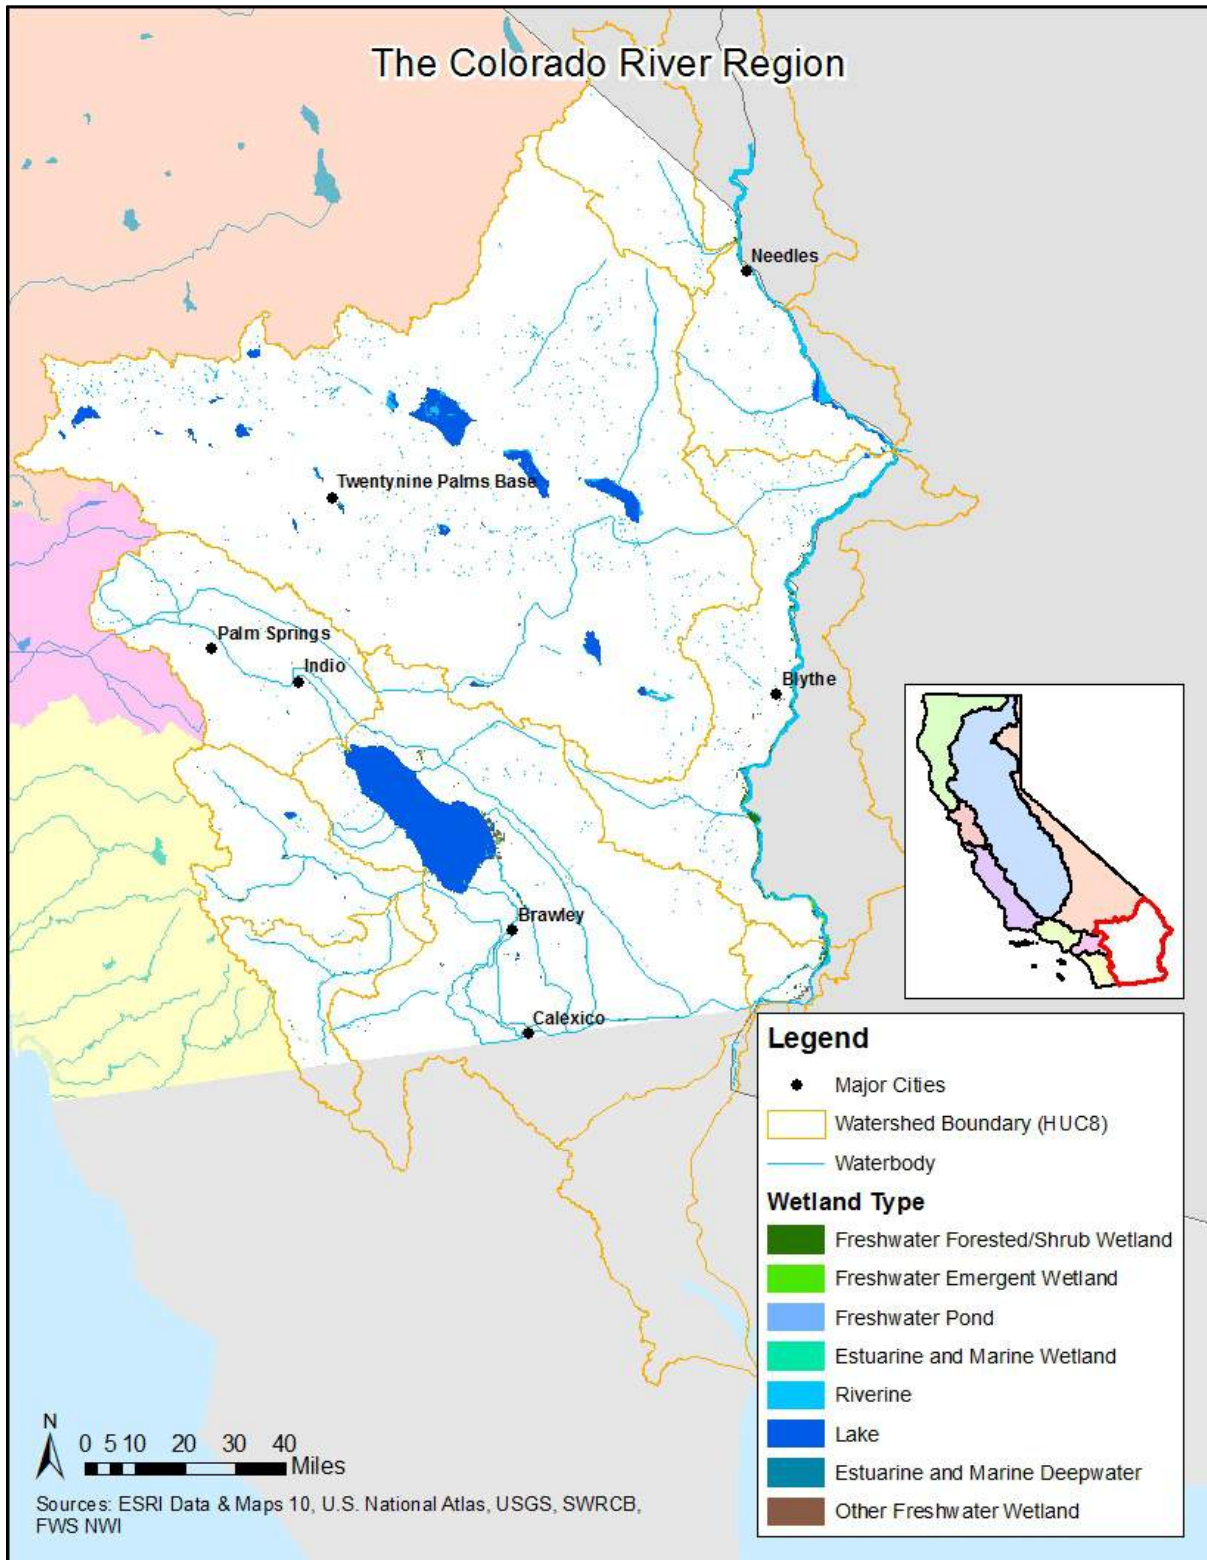 The Colorado River Region
Needles
Twentynine Palms Base
Palm Springs
Indio
Blythe
Brawley
Calexico
Legend
Major Cities
Watershed Boundary (HUC8)
Waterbody
Wetland Type
Freshwater Forested/Shrub Wetland
Freshwater Emergent Wetland
Freshwater Pond
Estuarine and Marine Wetland
Riverine
Lake
Estuarine and Marine Deepwater
Other Freshwater Wetland
N
0 5 10 20 30 40
Miles
Sources: ESRI Data & Maps 10, U.S. National Atlas, USGS, SWRCB,
FWS NWI